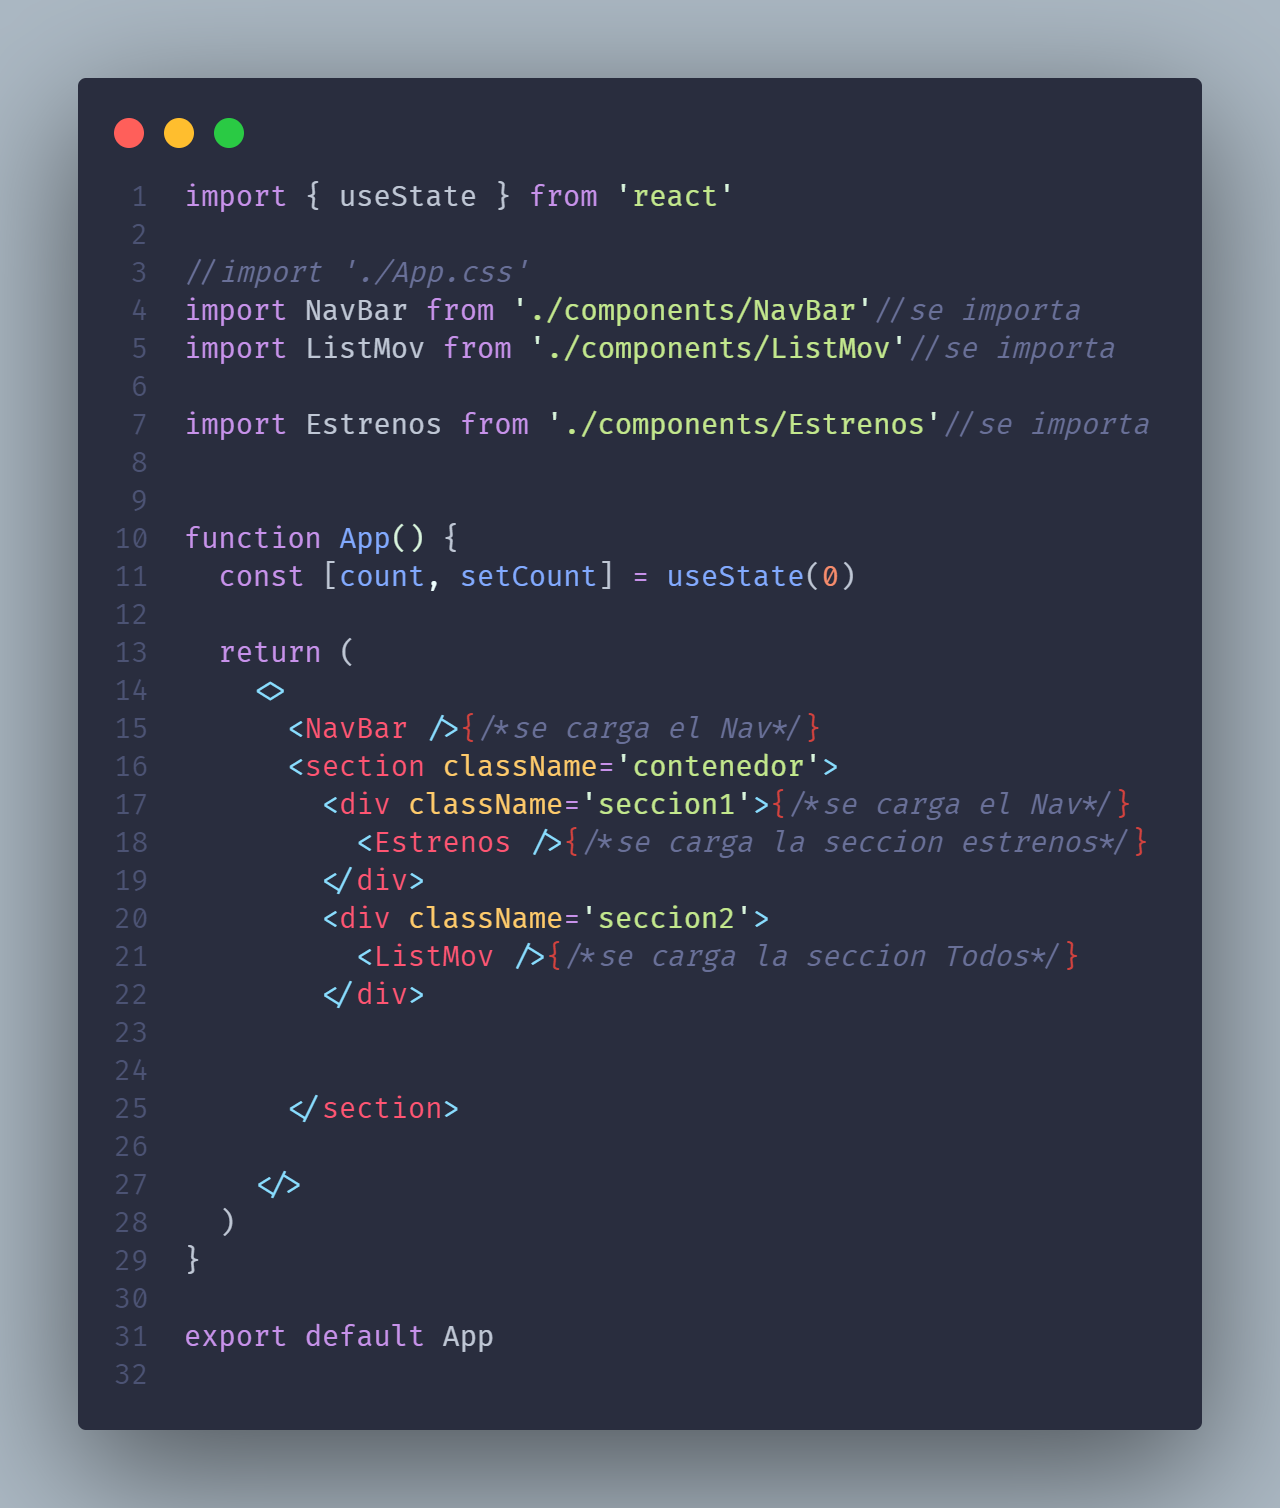 1 import { useState } from 'react'
2
3 //import './App.css'
4 import NavBar from './components/NavBar'//se importa
5 import ListMov from './components/ListMov'//se importa
6
7 import Estrenos from './components/Estrenos'//se importa
8
9
10 function App() {
11   const [count, setCount] = useState(0)
12
13   return (
14     <>
15       <NavBar />{/*se carga el Nav*/}
16       <section className='contenedor'>
17         <div className='seccion1'>{/*se carga el Nav*/}
18           <Estrenos />{/*se carga la seccion estrenos*/}
19         </div>
20         <div className='seccion2'>
21           <ListMov />{/*se carga la seccion Todos*/}
22         </div>
23
24
25       </section>
26
27     </>
28   )
29 }
30
31 export default App
32